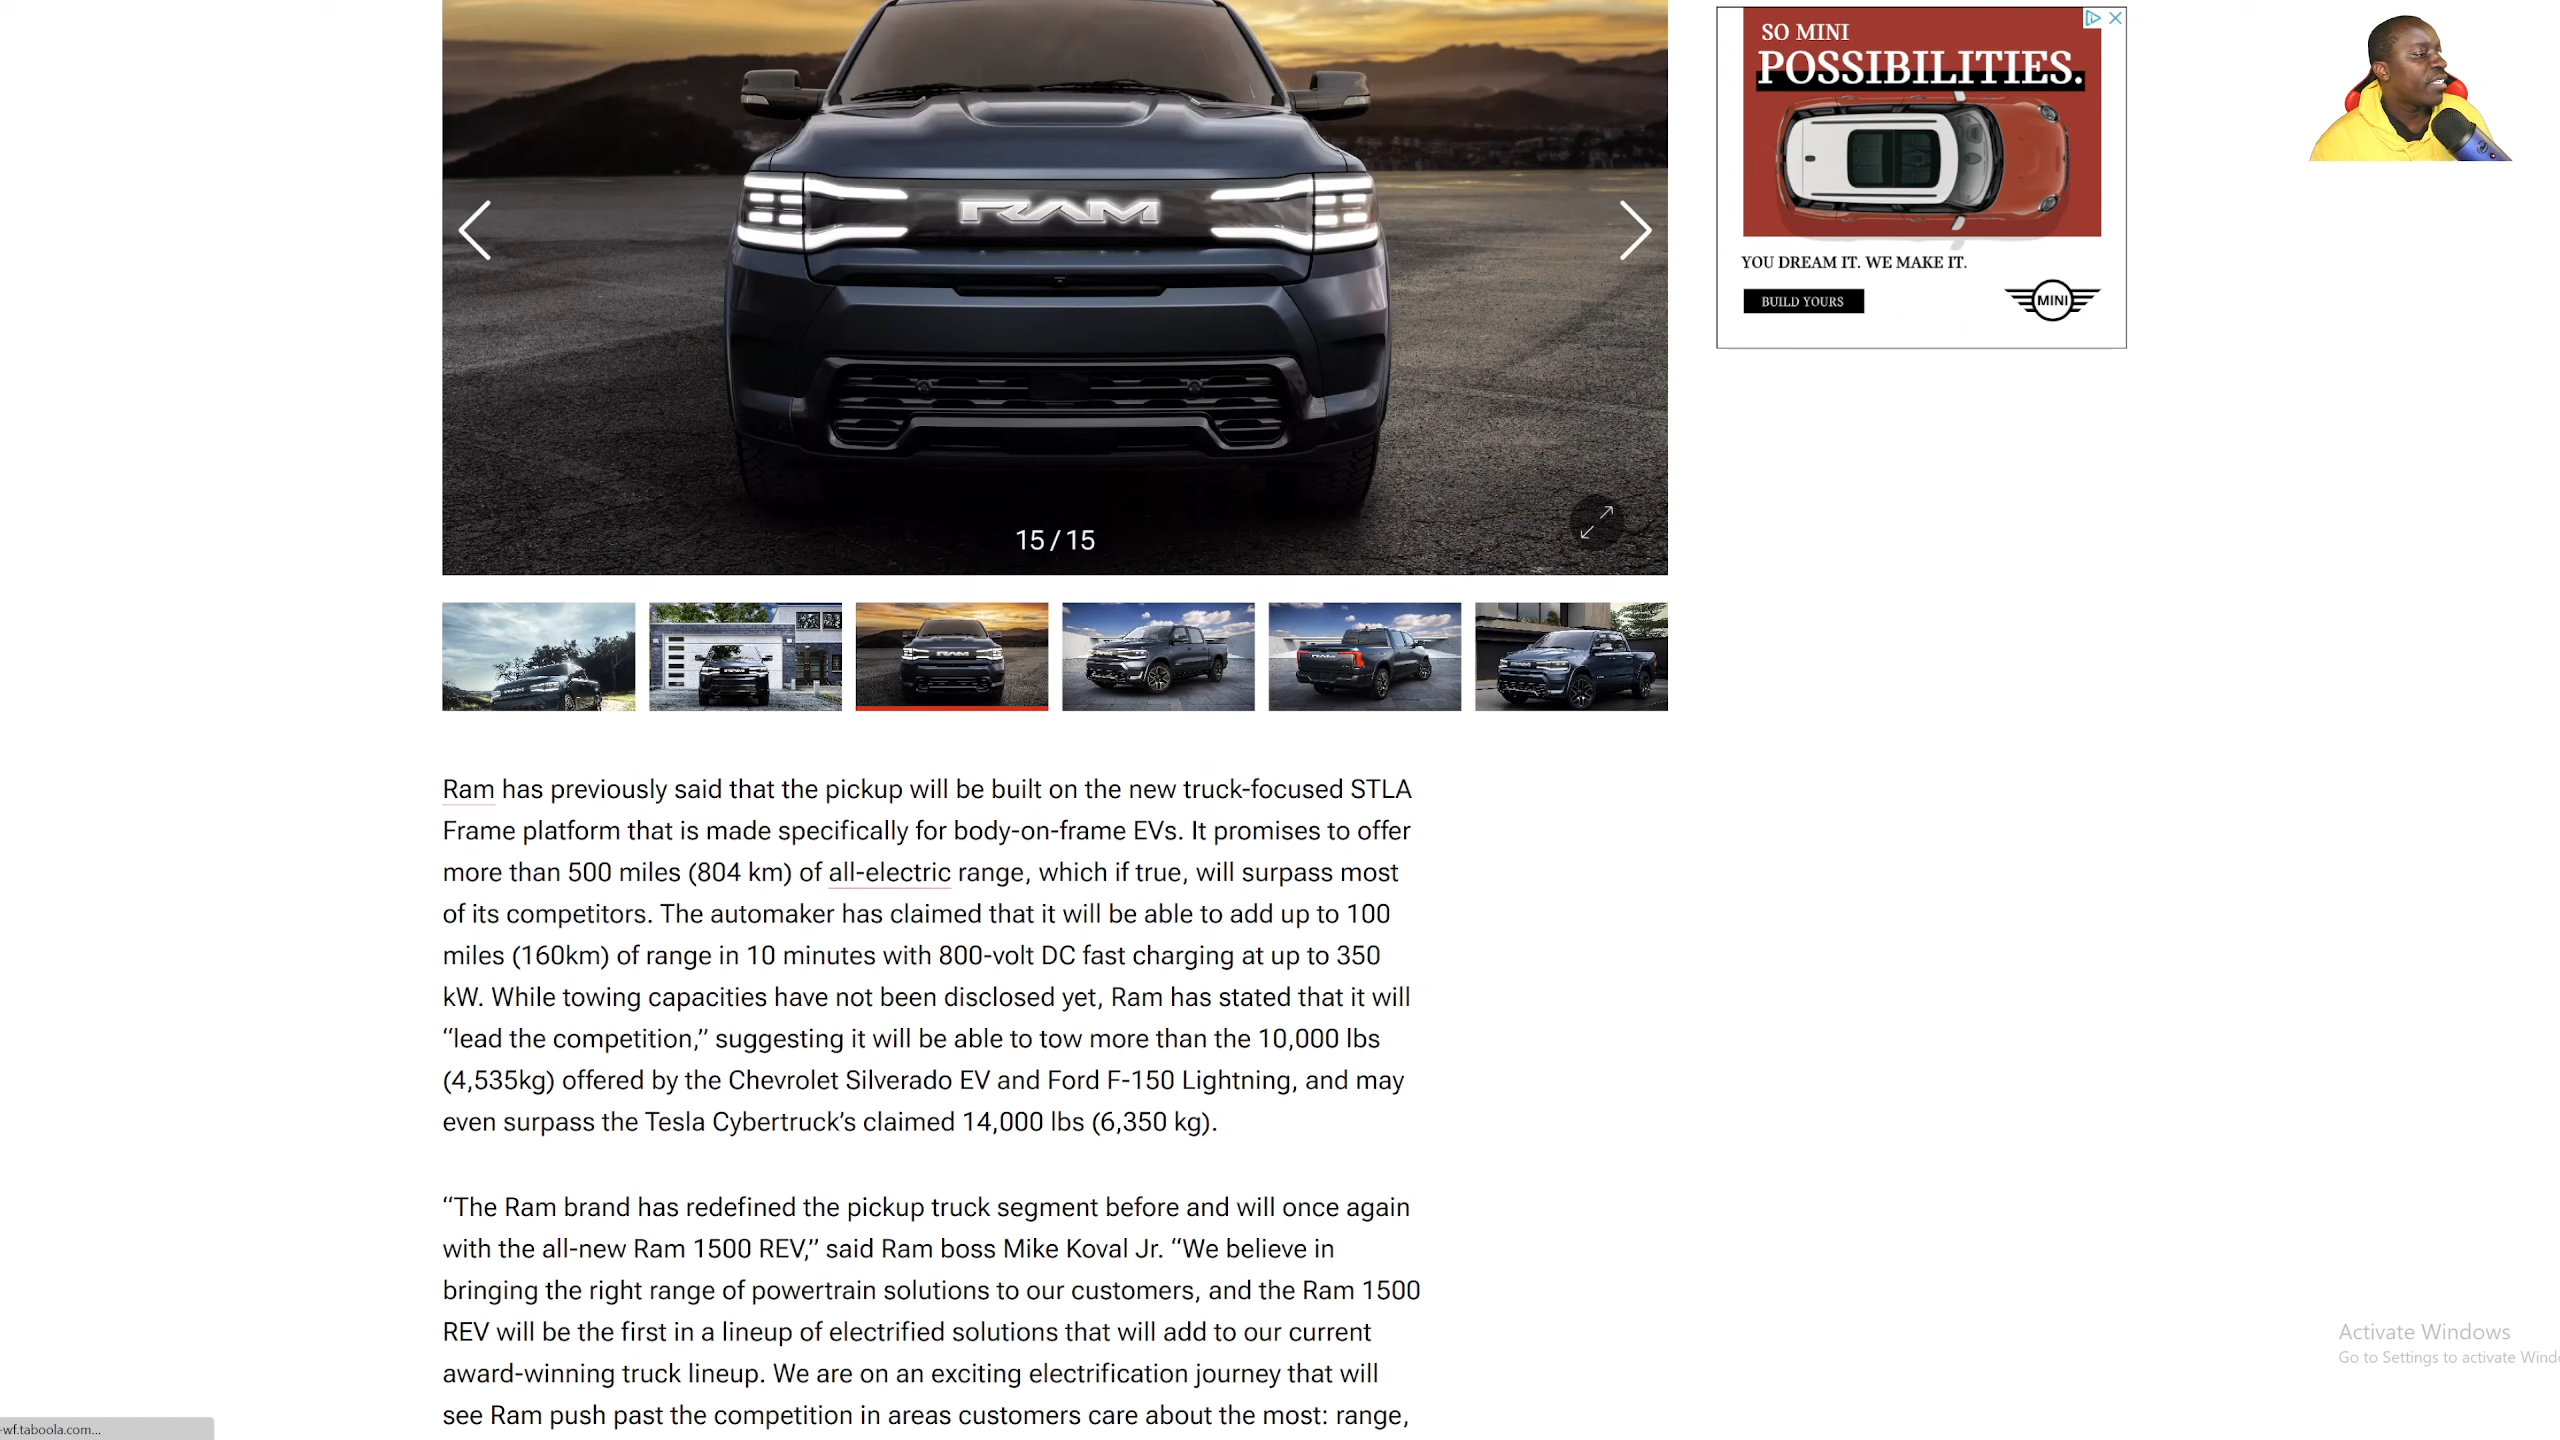 RAM
15 / 15
SO MINI
POSSIBILITIES.
YOU DREAM IT. WE MAKE IT.
BUILD YOURS
MINI
Ram has previously said that the pickup will be built on the new truck-focused STLA
Frame platform that is made specifically for body-on-frame EVs. It promises to offer
more than 500 miles (804 km) of all-electric range, which if true, will surpass most
of its competitors. The automaker has claimed that it will be able to add up to 100
miles (160km) of range in 10 minutes with 800-volt DC fast charging at up to 350
kW. While towing capacities have not been disclosed yet, Ram has stated that it will
“lead the competition,” suggesting it will be able to tow more than the 10,000 lbs
(4,535kg) offered by the Chevrolet Silverado EV and Ford F-150 Lightning, and may
even surpass the Tesla Cybertruck’s claimed 14,000 lbs (6,350 kg).
“The Ram brand has redefined the pickup truck segment before and will once again
with the all-new Ram 1500 REV,” said Ram boss Mike Koval Jr. “We believe in
bringing the right range of powertrain solutions to our customers, and the Ram 1500
REV will be the first in a lineup of electrified solutions that will add to our current
award-winning truck lineup. We are on an exciting electrification journey that will
see Ram push past the competition in areas customers care about the most: range,
Activate Windows
Go to Settings to activate Wind
-wf.taboola.com...